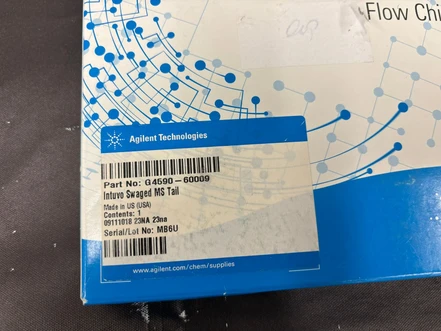 Flow Chi
Agilent Technologies
Part No: G4590-60009
Intuvo Swaged MS Tail
Made in US (USA)
Contents: 1
09111018 23NA 23na
Serial/Lot No: MB6U
www.agilent.com/chem/supplies